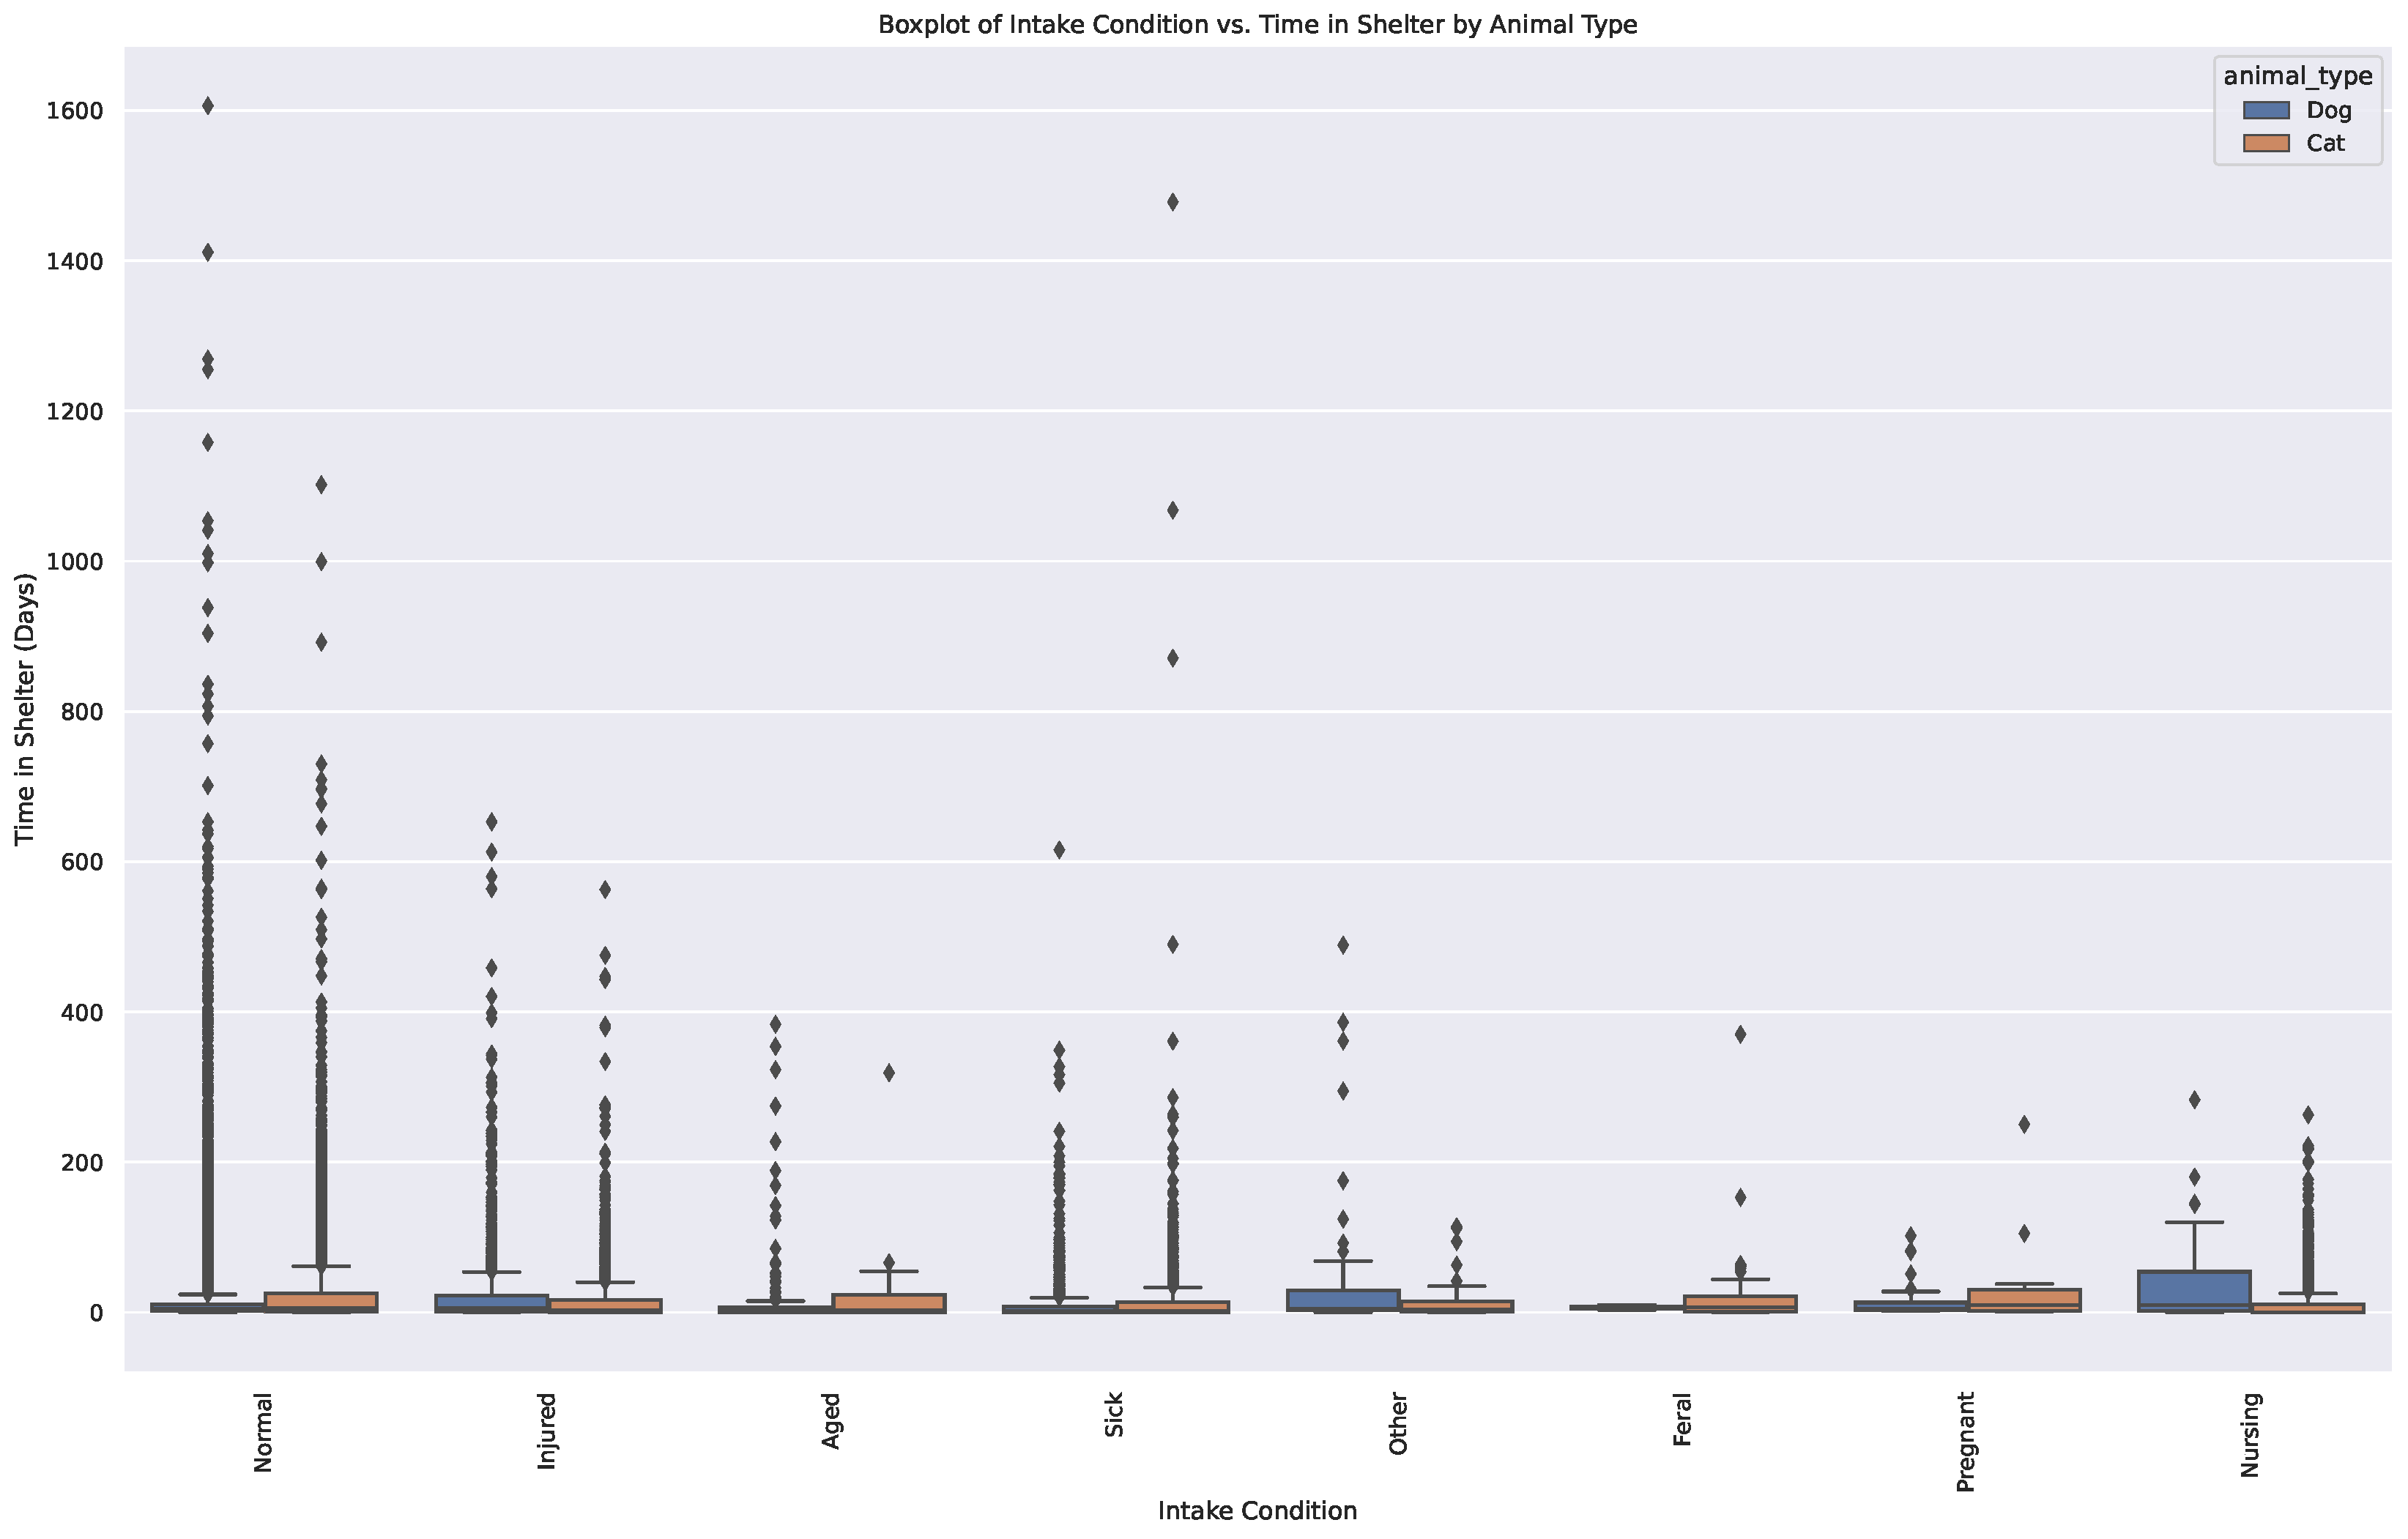 Boxplot of Intake Condition vs. Time in Shelter by Animal Type
animal_type
Dog
Cat
Time in Shelter (Days)
1600
1400
1200
1000
800
600
400
200
0
Normal
Injured
Aged
Sick
Other
Feral
Pregnant
Nursing
Intake Condition